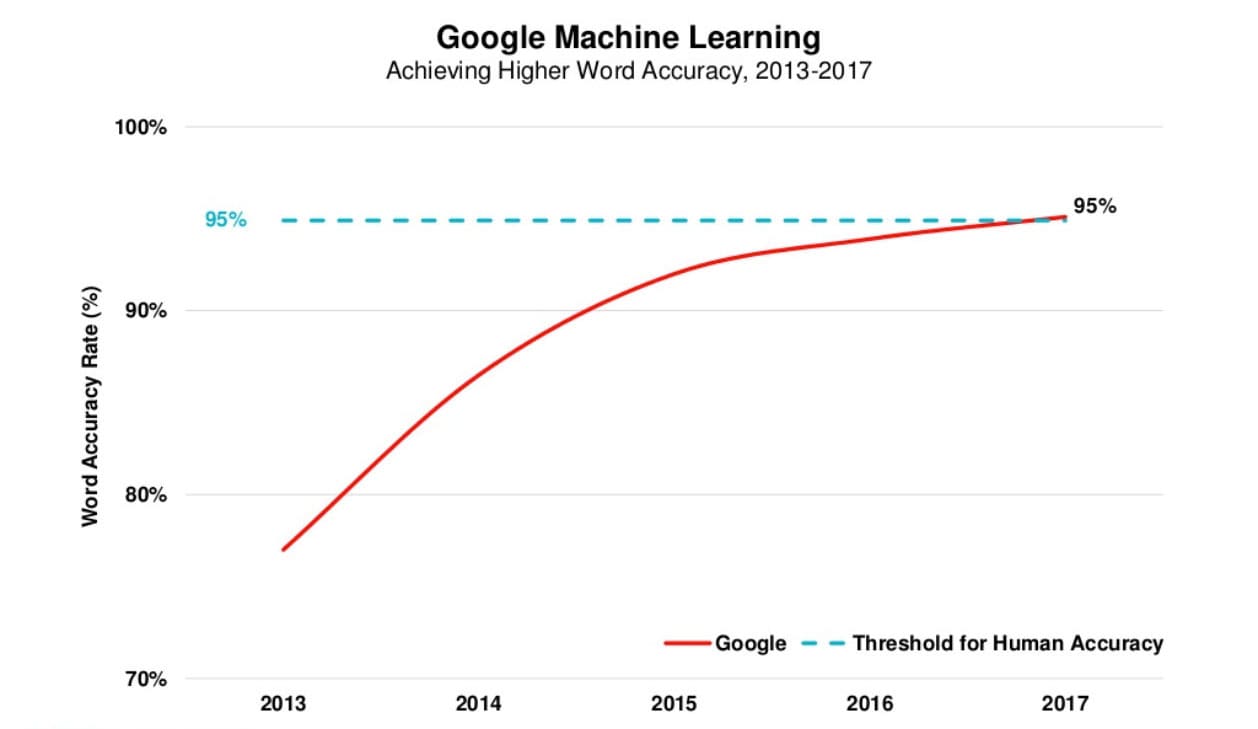 Google Machine Learning
Achieving Higher Word Accuracy, 2013-2017
100%
95%
95%
90%
Word Accuracy Rate (%)
80%
Google
Threshold for Human Accuracy
70%
2013 2014 2015 2016 2017